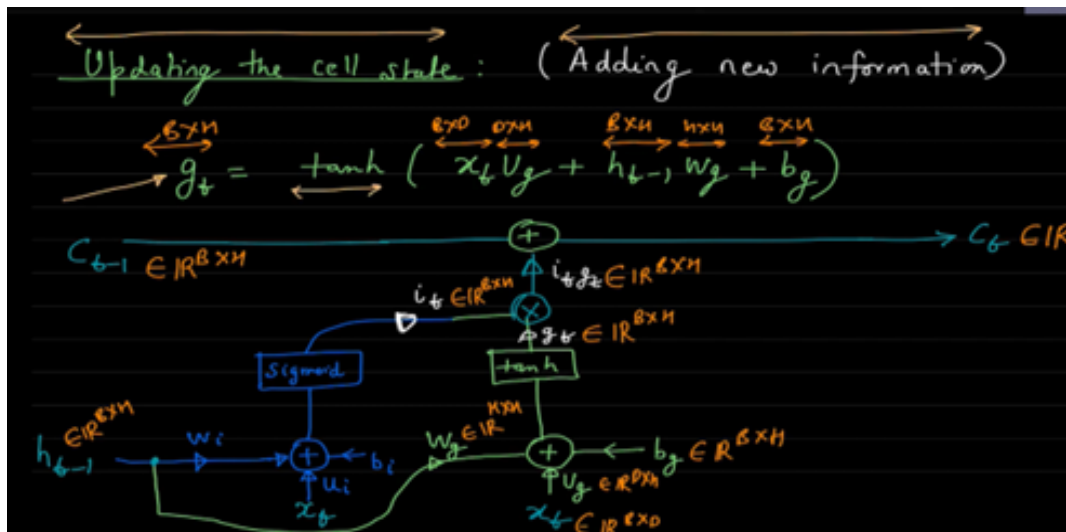 Updating the cell state : (Adding new information)
B×H B×D D×H B×H H×H B×H
g_t = tanh ( x_t U_g + h_{t-1} W_g + b_g )
C_{t-1} ∈ IR^{B×H} + C_t ∈ IR
i_t g_t ∈ IR^{B×H}
i_t ∈ IR^{B×H} ×
g_t ∈ IR^{B×H}
Sigmoid tanh
h_{t-1} ∈ IR^{B×H} W_i + b_i W_g ∈ IR^{H×H} + b_g ∈ IR^{B×H}
U_i U_g ∈ IR^{D×H}
x_t x_t ∈ IR^{B×D}